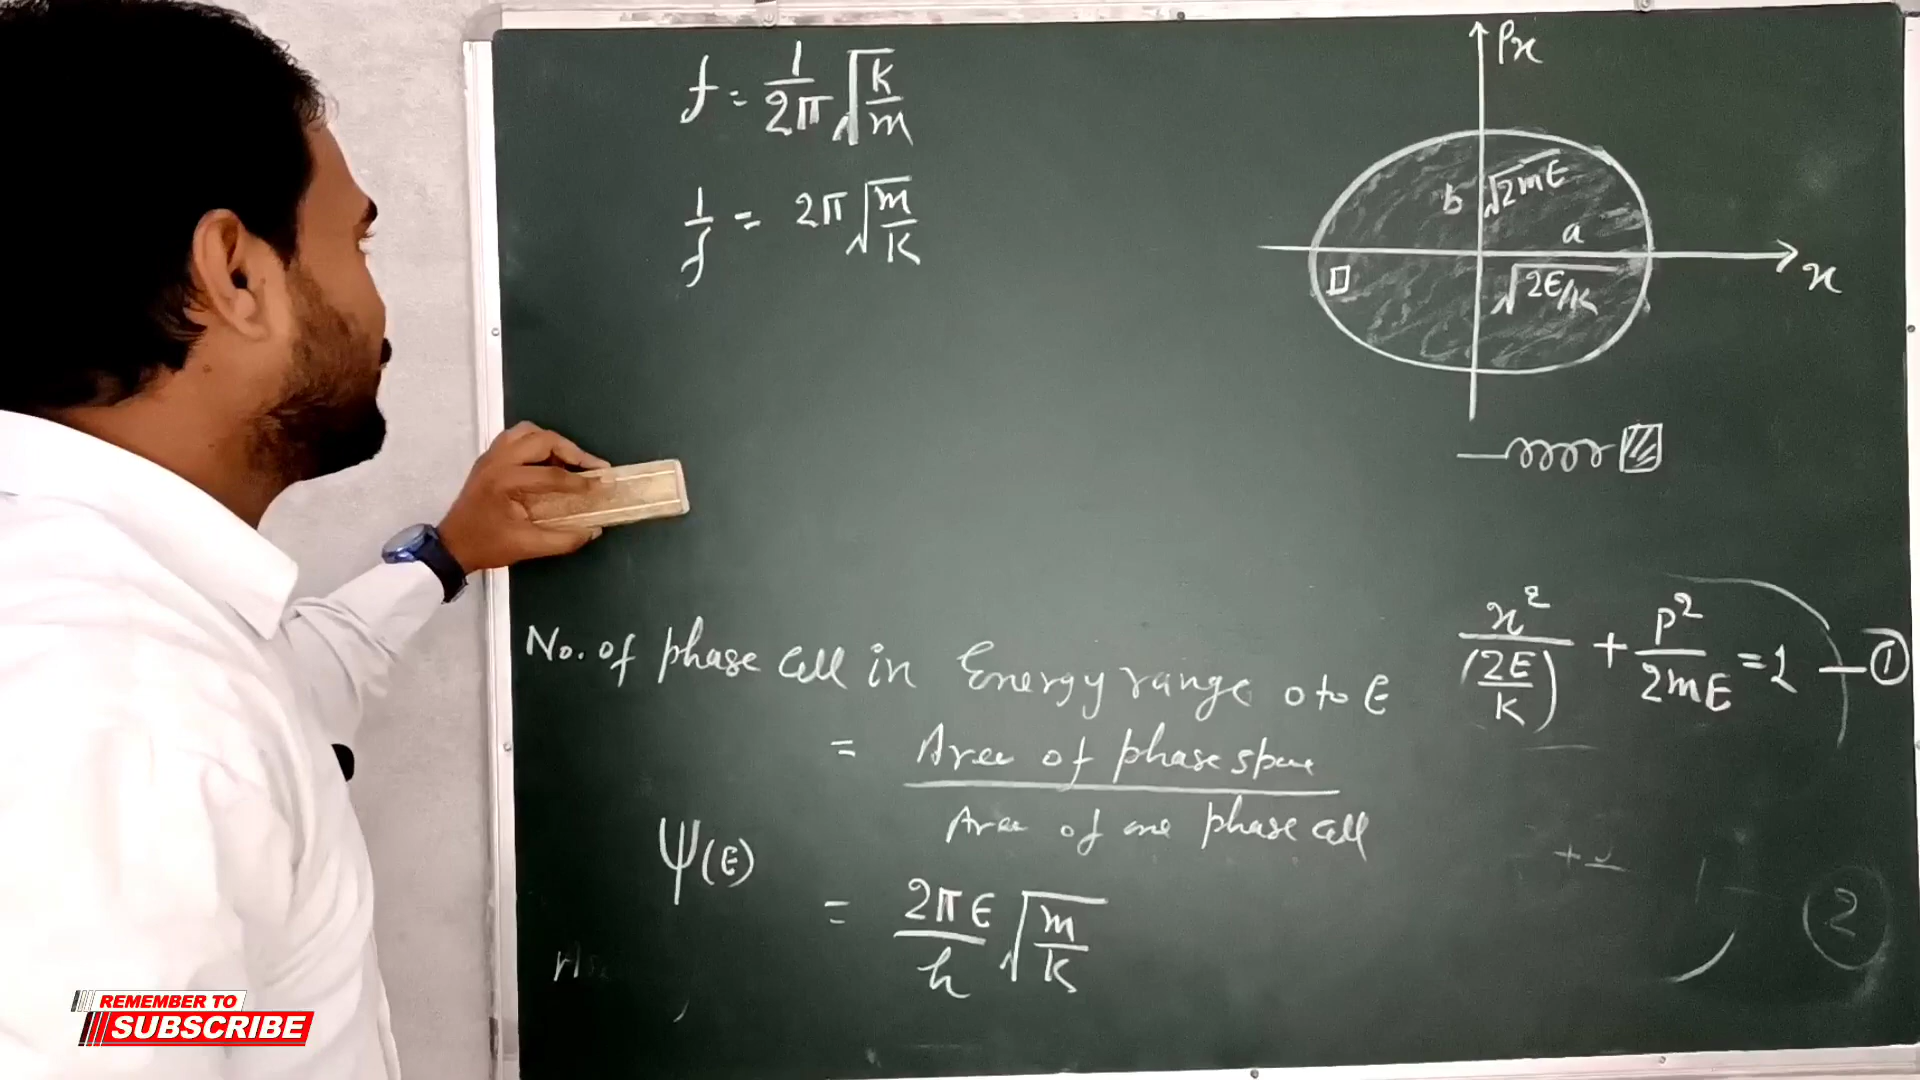 f = 1/2π √(k/m)
1/f = 2π √(m/k)
Px
b √2mE
a
√2E/K
x
No. of phase cell in Energy range 0 to E
= Area of phase space / Area of one phase cell
ψ(E) = 2πE/h √(m/k)
x²/(2E/k) + p²/2mE = 1 — ①
②
REMEMBER TO
SUBSCRIBE